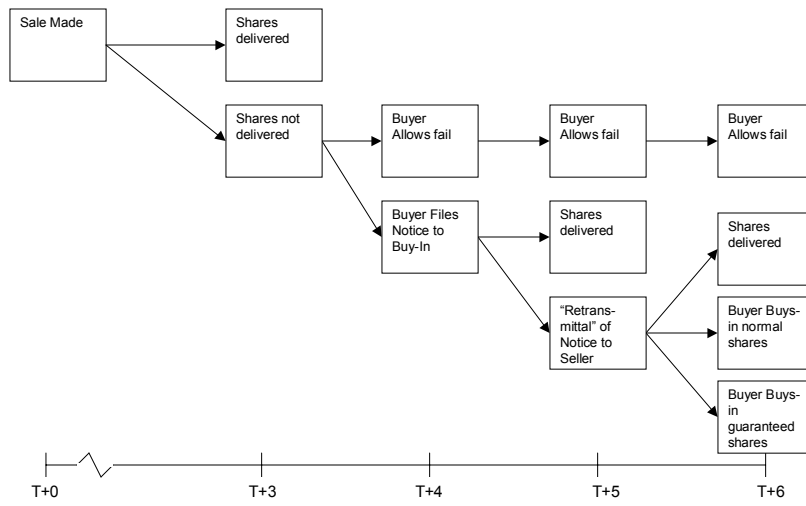 Sale Made
Shares
delivered
Shares not
delivered
Buyer
Allows fail
Buyer
Allows fail
Buyer
Allows fail
Buyer Files
Notice to
Buy-In
Shares
delivered
Shares
delivered
“Retrans-
mittal” of
Notice to
Seller
Buyer Buys-
in normal
shares
Buyer Buys-
in
guaranteed
shares
T+0
T+3
T+4
T+5
T+6